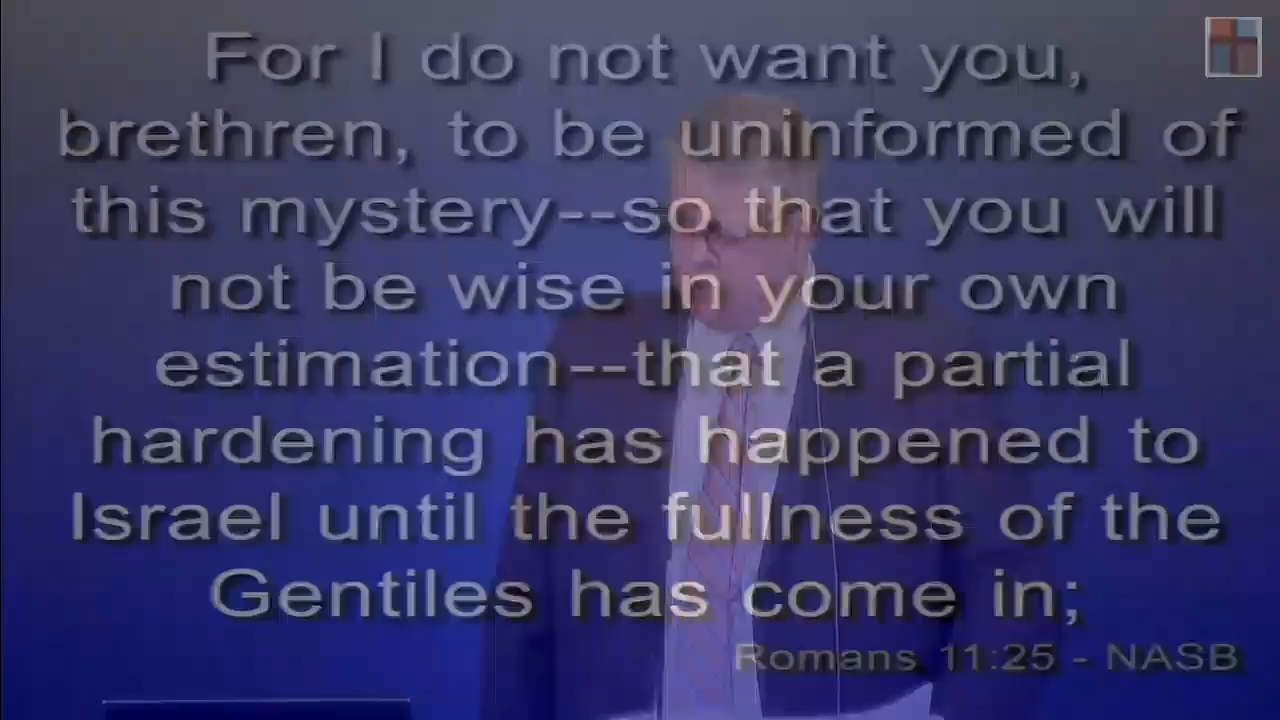 For I do not want you,
brethren, to be uninformed of
this mystery--so that you will
not be wise in your own
estimation--that a partial
hardening has happened to
Israel until the fullness of the
Gentiles has come in;
Romans 11:25 - NASB